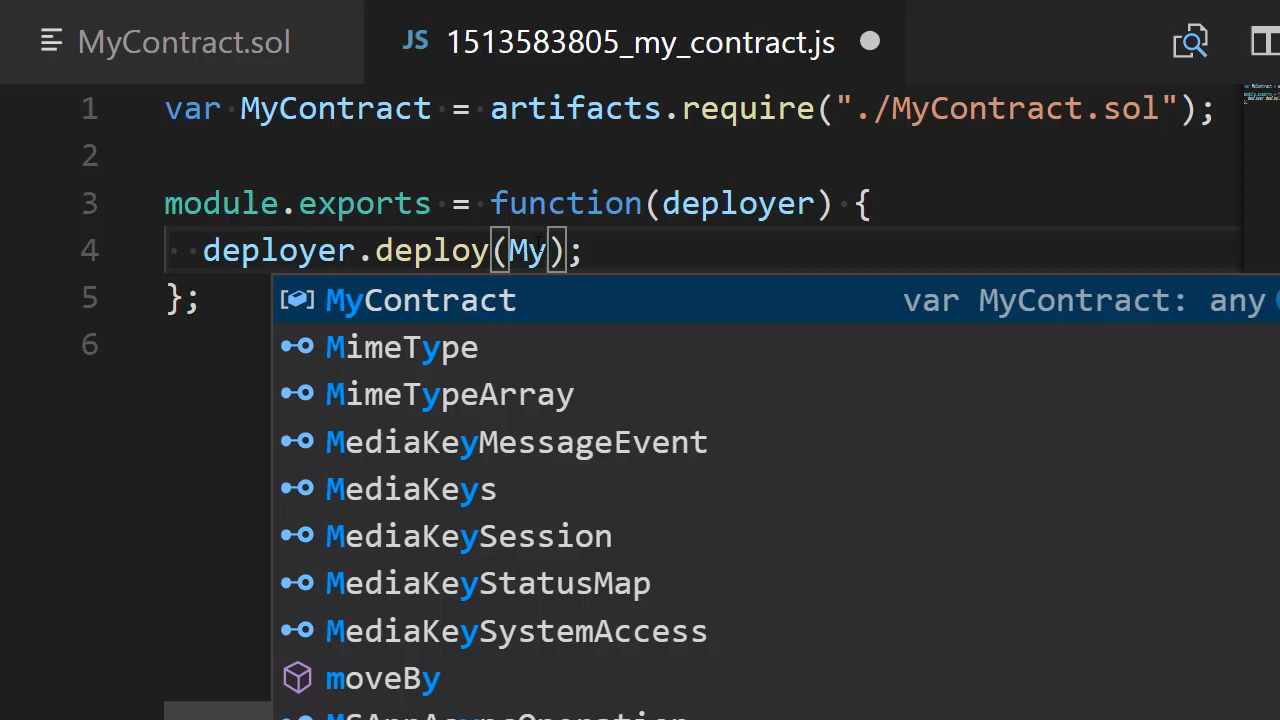 MyContract.sol
JS 1513583805_my_contract.js
1 var MyContract = artifacts.require("./MyContract.sol");
2
3 module.exports = function(deployer) {
4 deployer.deploy(My);
5 };
6
MyContract var MyContract: any
MimeType
MimeTypeArray
MediaKeyMessageEvent
MediaKeys
MediaKeySession
MediaKeyStatusMap
MediaKeySystemAccess
moveBy